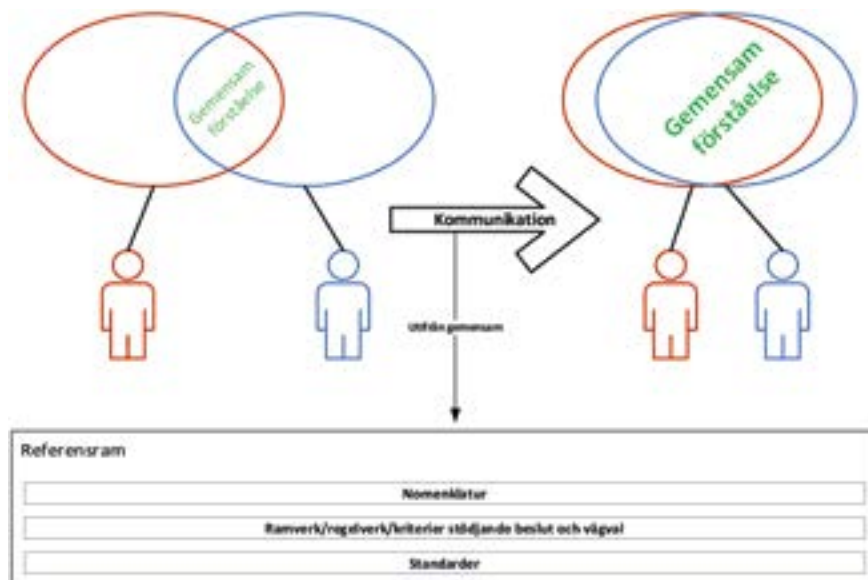 Gemensam
förståelse
Gemensam
förståelse
Kommunikation
Utifrån gemensam
Referensram
Nomenklatur
Ramverk/regelverk/kriterier stödjande beslut och vägval
Standarder